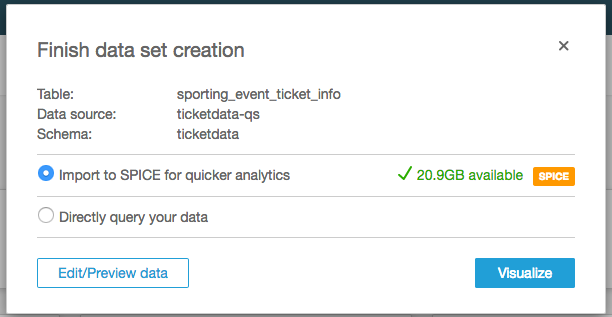 Finish data set creation
Table: sporting_event_ticket_info
Data source: ticketdata-qs
Schema: ticketdata
Import to SPICE for quicker analytics 20.9GB available SPICE
Directly query your data
Edit/Preview data Visualize